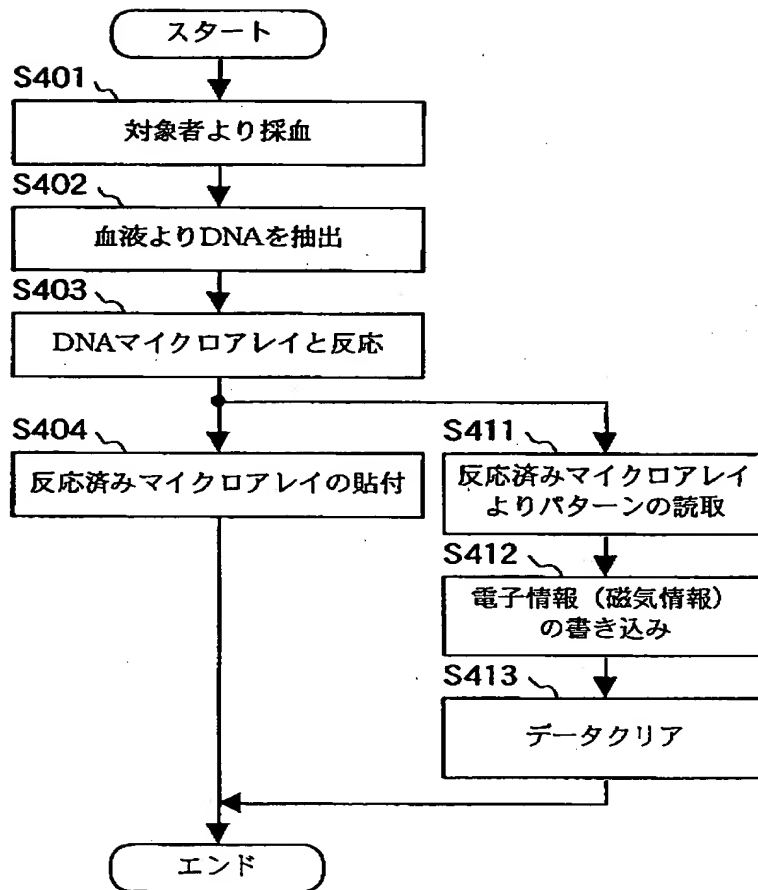 スタート
S401
対象者より採血
S402
血液よりDNAを抽出
S403
DNAマイクロアレイと反応
S404
反応済みマイクロアレイの貼付
S411
反応済みマイクロアレイ
よりパターンの読取
S412
電子情報（磁気情報）
の書き込み
S413
データクリア
エンド